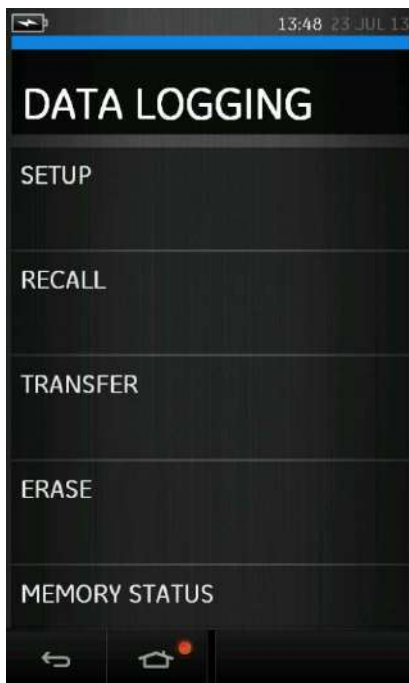 13:48 23 JUL 13
DATA LOGGING
SETUP
RECALL
TRANSFER
ERASE
MEMORY STATUS